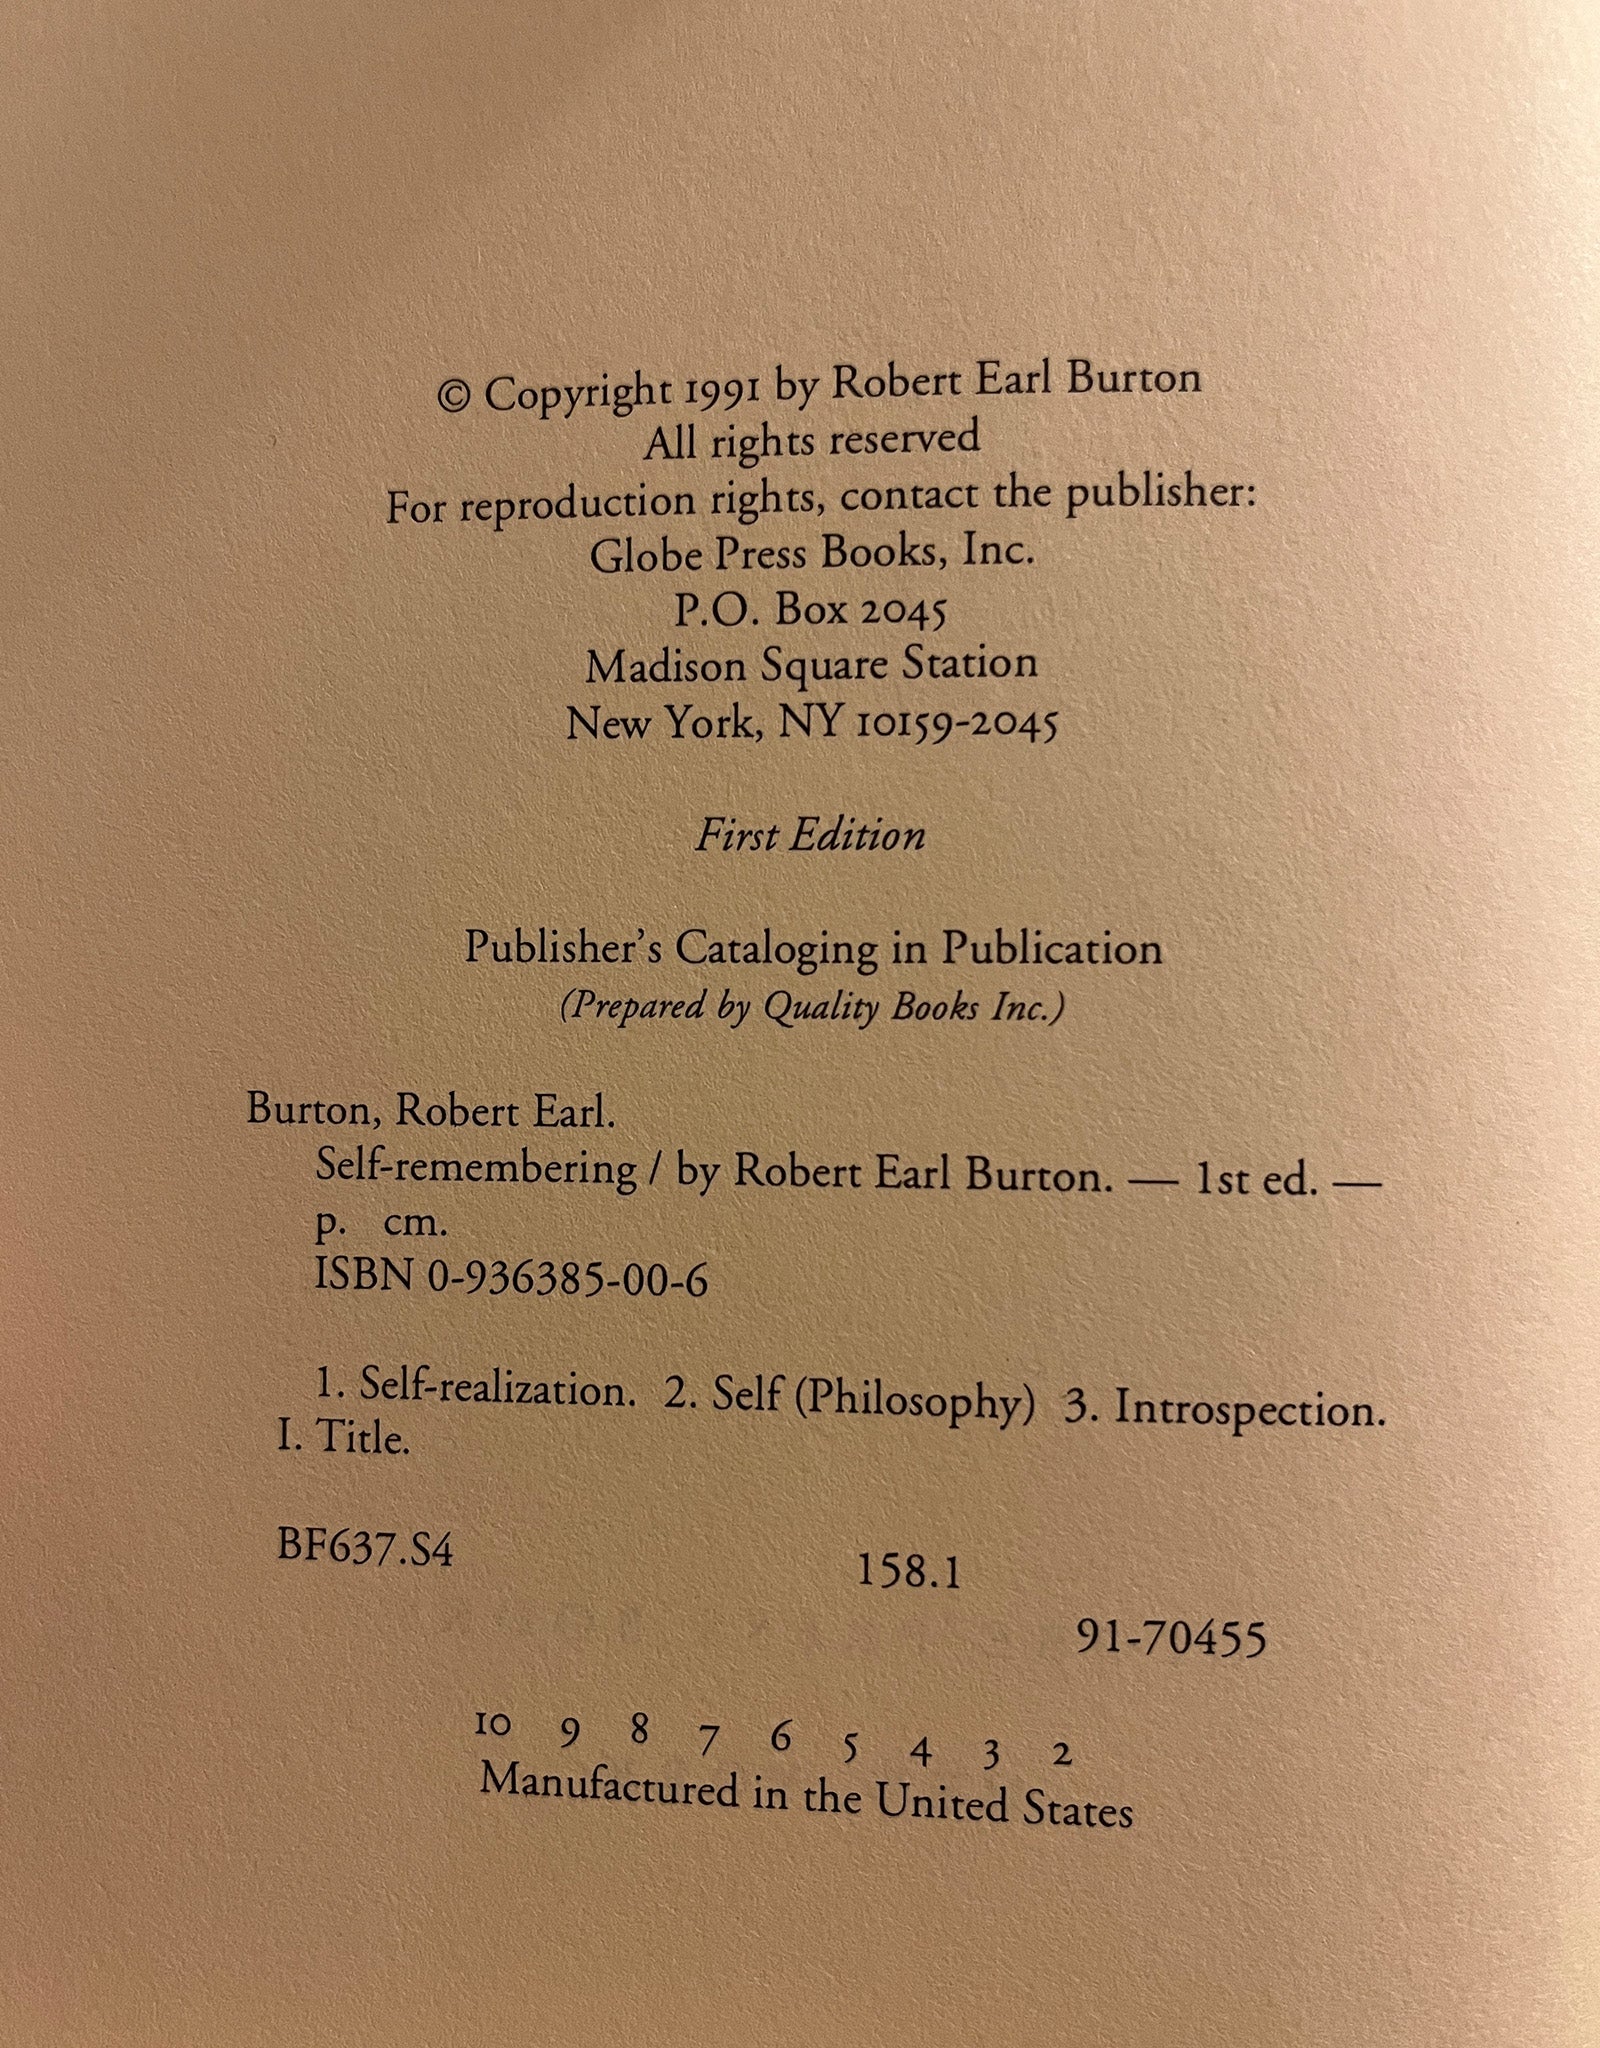 © Copyright 1991 by Robert Earl Burton
All rights reserved
For reproduction rights, contact the publisher:
Globe Press Books, Inc.
P.O. Box 2045
Madison Square Station
New York, NY 10159-2045
First Edition
Publisher’s Cataloging in Publication
(Prepared by Quality Books Inc.)
Burton, Robert Earl.
Self-remembering / by Robert Earl Burton. — 1st ed. —
p. cm.
ISBN 0-936385-00-6
1. Self-realization. 2. Self (Philosophy) 3. Introspection.
I. Title.
BF637.S4 158.1
91-70455
10 9 8 7 6 5 4 3 2
Manufactured in the United States